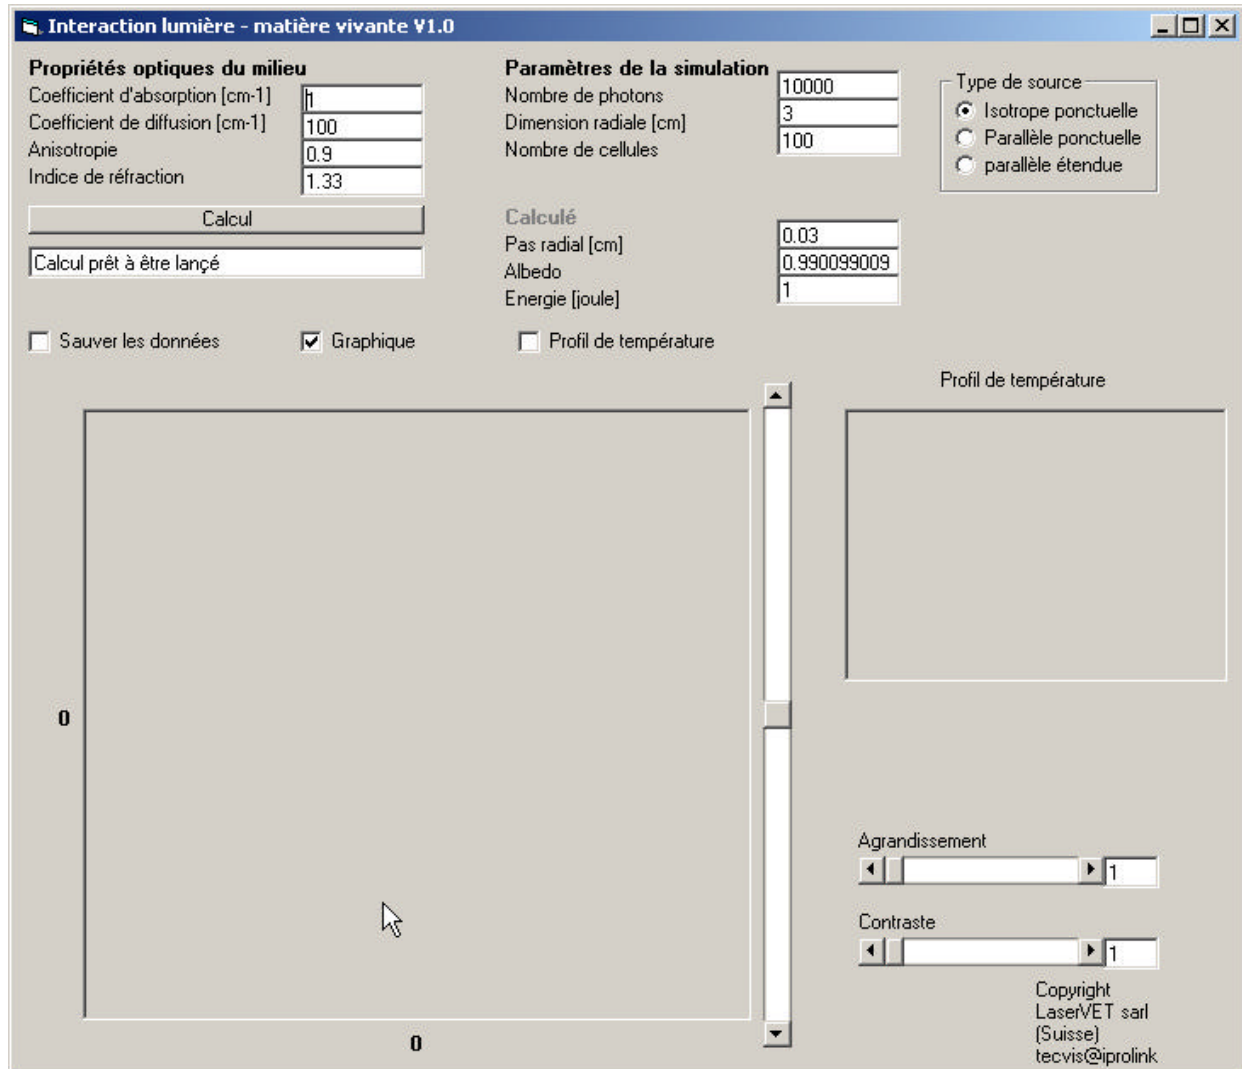 Interaction lumière - matière vivante V1.0
Propriétés optiques du milieu
Coefficient d'absorption [cm-1] 1
Coefficient de diffusion [cm-1] 100
Anisotropie 0.9
Indice de réfraction 1.33
Calcul
Calcul prêt à être lançé
Paramètres de la simulation
Nombre de photons 10000
Dimension radiale [cm] 3
Nombre de cellules 100
Type de source
Isotrope ponctuelle
Parallèle ponctuelle
parallèle étendue
Calculé
Pas radial [cm] 0.03
Albedo 0.990099009
Energie [joule] 1
Sauver les données Graphique Profil de température
Profil de température
0
0
Agrandissement
1
Contraste
1
Copyright
LaserVET sarl
(Suisse)
tecvis@iprolink